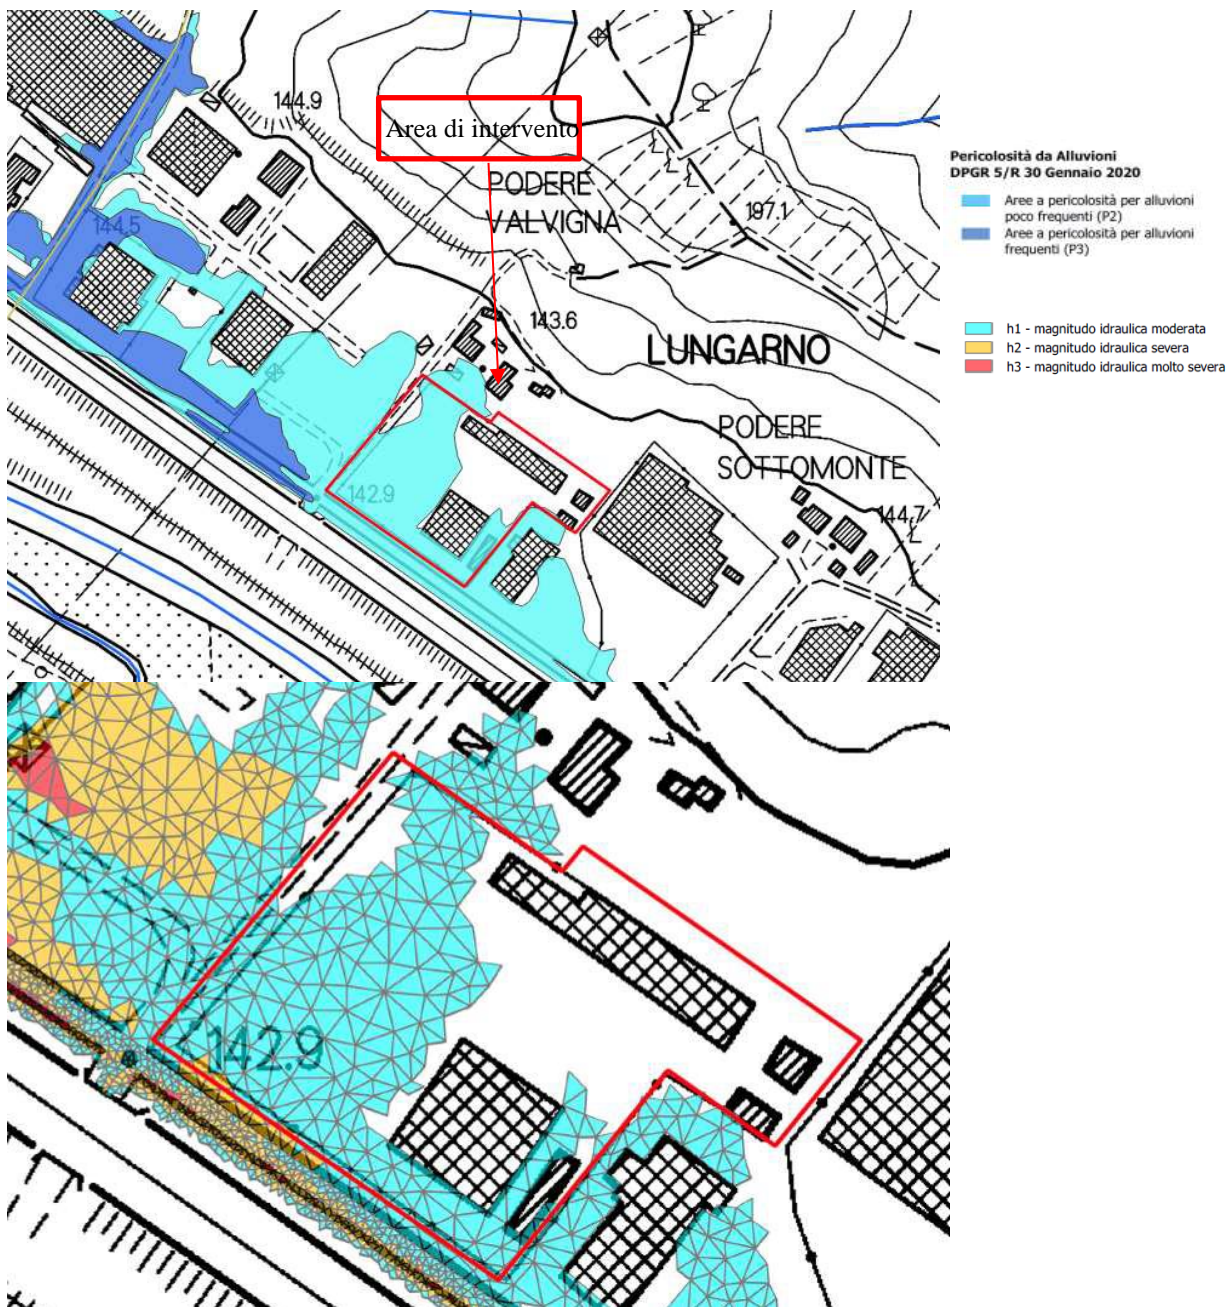 144.9
Area di intervento
PODERE
VALVIGNA
197.1
144.5
143.6
LUNGARNO
PODERE
SOTTOMONTE
142.9
144.7
Pericolosità da Alluvioni
DPGR 5/R 30 Gennaio 2020
Aree a pericolosità per alluvioni
poco frequenti (P2)
Aree a pericolosità per alluvioni
frequenti (P3)
h1 - magnitudo idraulica moderata
h2 - magnitudo idraulica severa
h3 - magnitudo idraulica molto severa
142.9